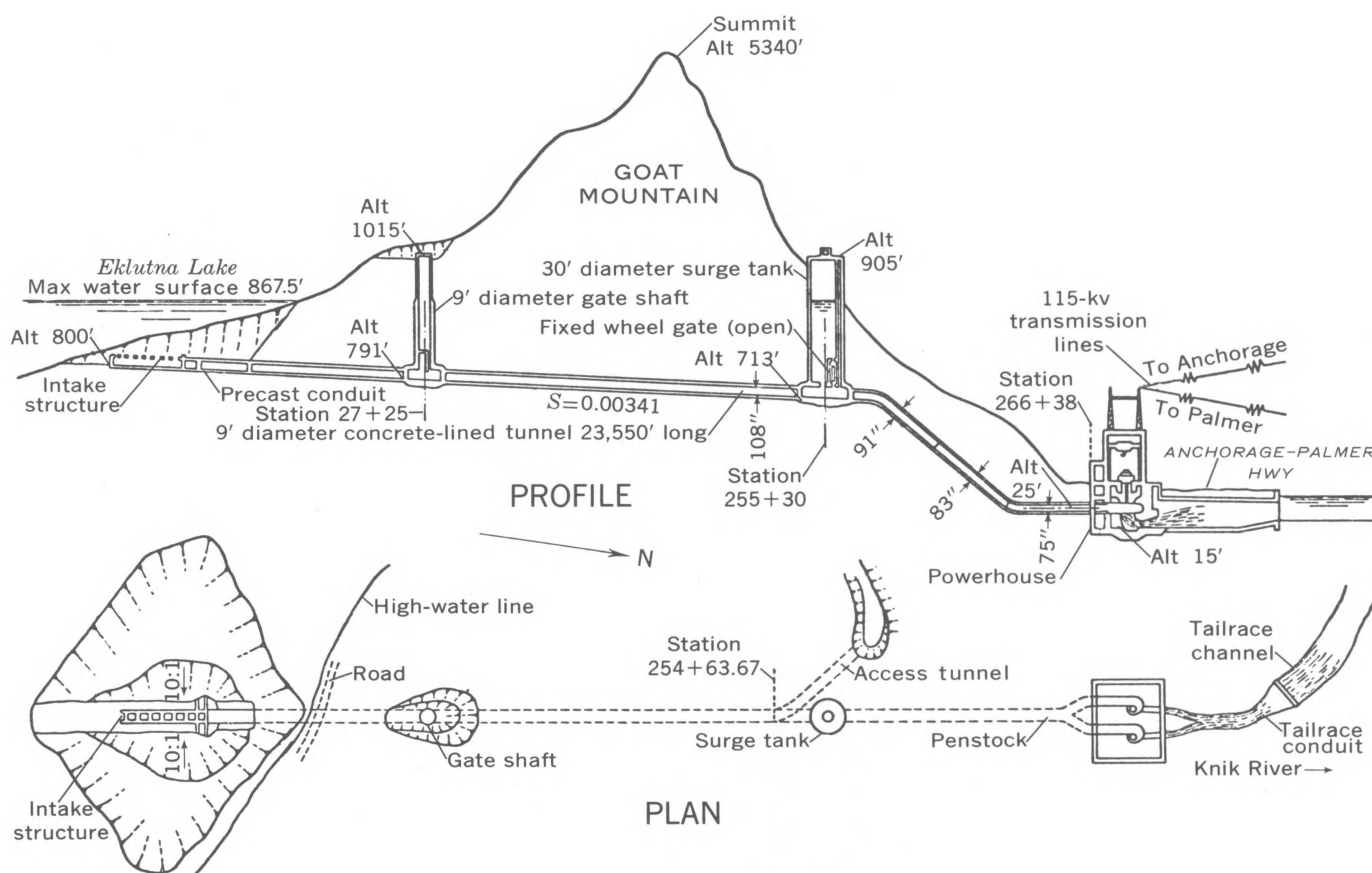 Summit
Alt 5340′
GOAT
MOUNTAIN
Alt
1015′
Eklutna Lake
Max water surface 867.5′
Alt 800′
Intake
structure
Precast conduit
Station 27+25
9′ diameter gate shaft
Alt
791′
S=0.00341
9′ diameter concrete-lined tunnel 23,550′ long
108″
30′ diameter surge tank
Fixed wheel gate (open)
Alt
905′
Alt 713′
Station
255+30
91″
83″
75″
Alt
25′
115-kv
transmission
lines
To Anchorage
To Palmer
Station
266+38
ANCHORAGE-PALMER
HWY
Alt 15′
Powerhouse
PROFILE
N
High-water line
Road
10:1
10:1
Intake
structure
Gate shaft
Station
254+63.67
Access tunnel
Surge tank
Penstock
Tailrace
channel
Tailrace
conduit
Knik River
PLAN